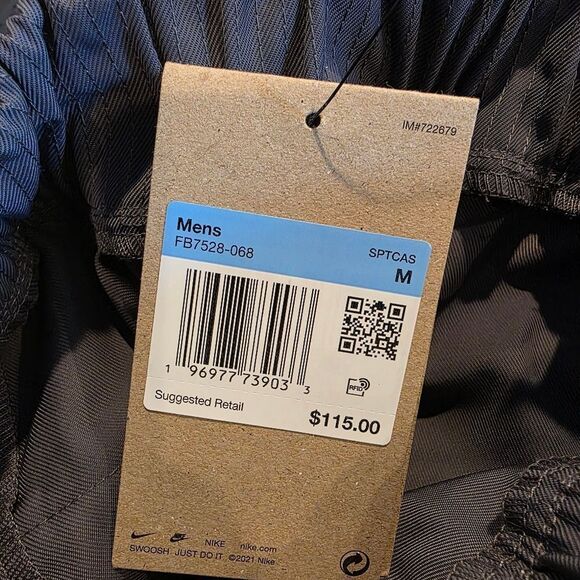 IM#722679
Mens
FB7528-068
SPTCAS
M
1 96977 73903 3
RFID
Suggested Retail
$115.00
NIKE nike.com
SWOOSH JUST DO IT ©2021 Nike